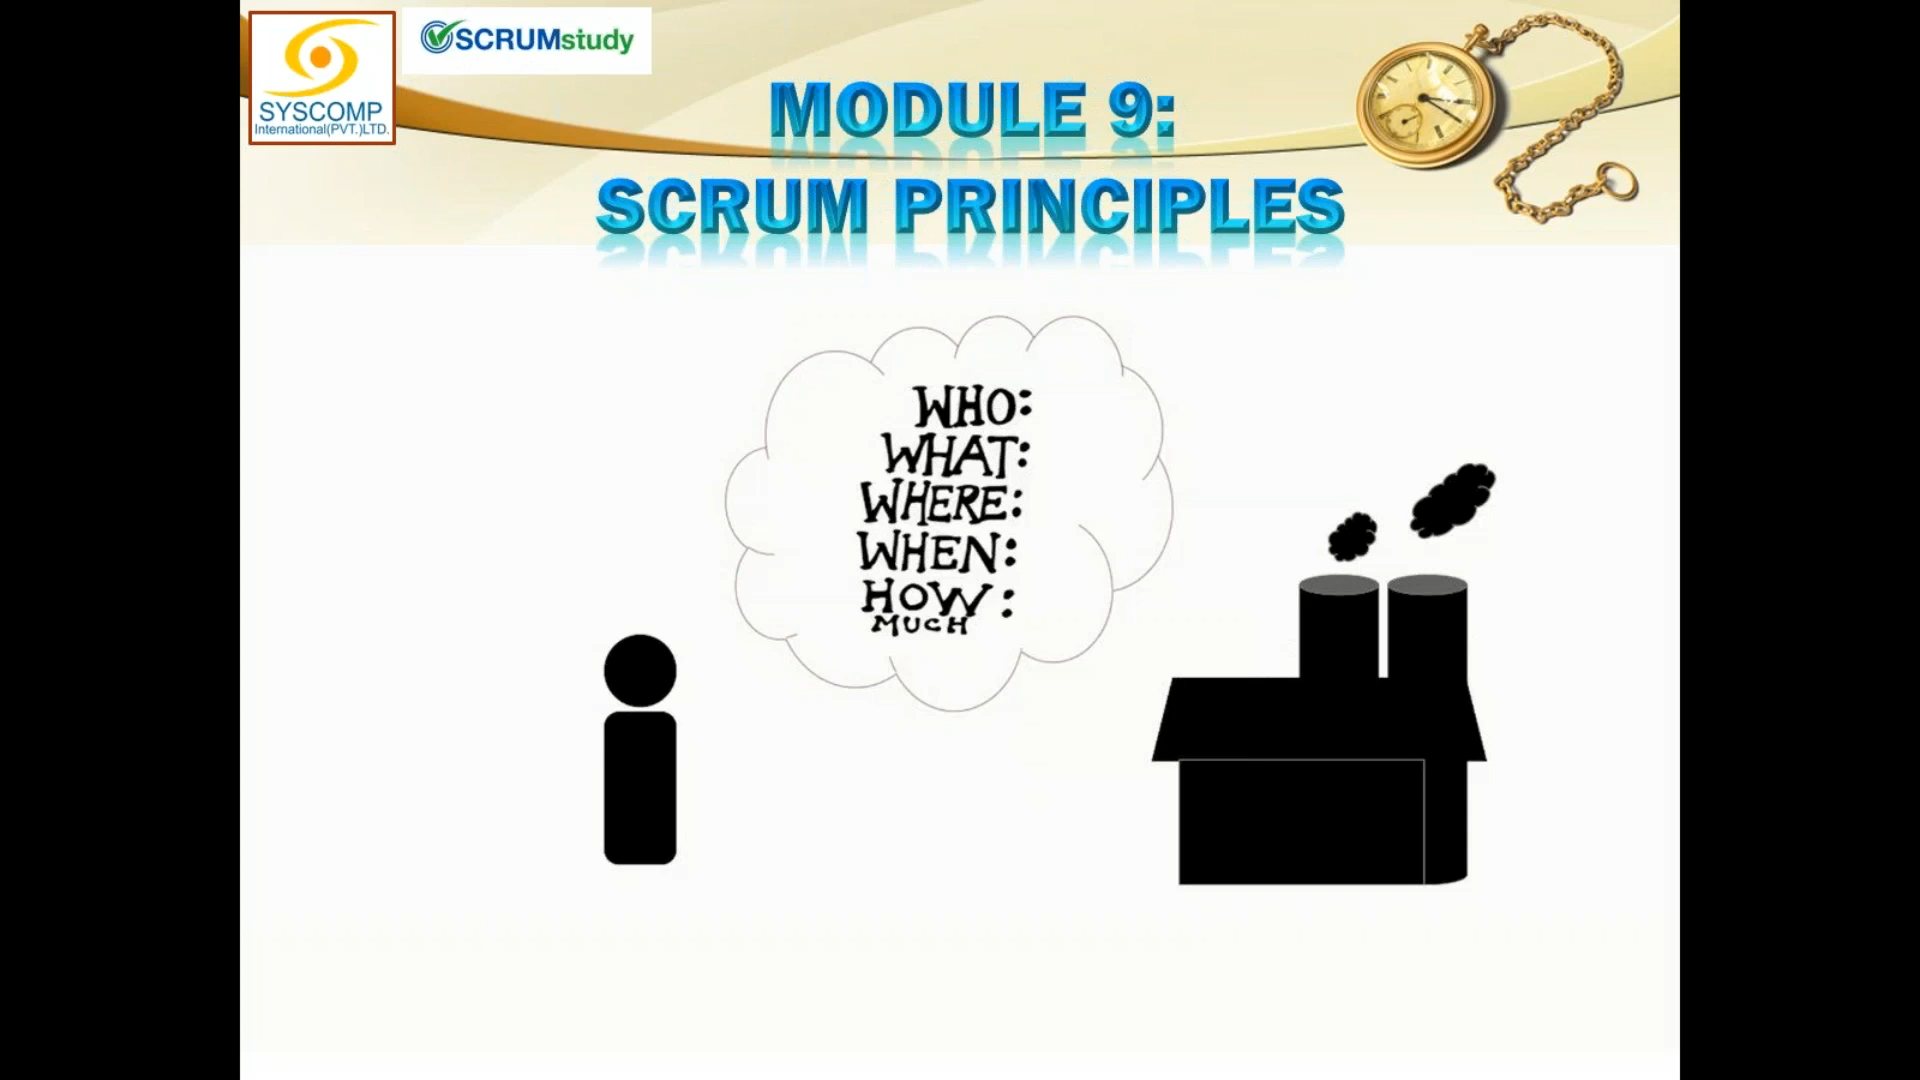 SYSCOMP
International(PVT.)LTD.
SCRUMstudy
MODULE 9:
SCRUM PRINCIPLES
WHO:
WHAT:
WHERE:
WHEN:
HOW :
MUCH